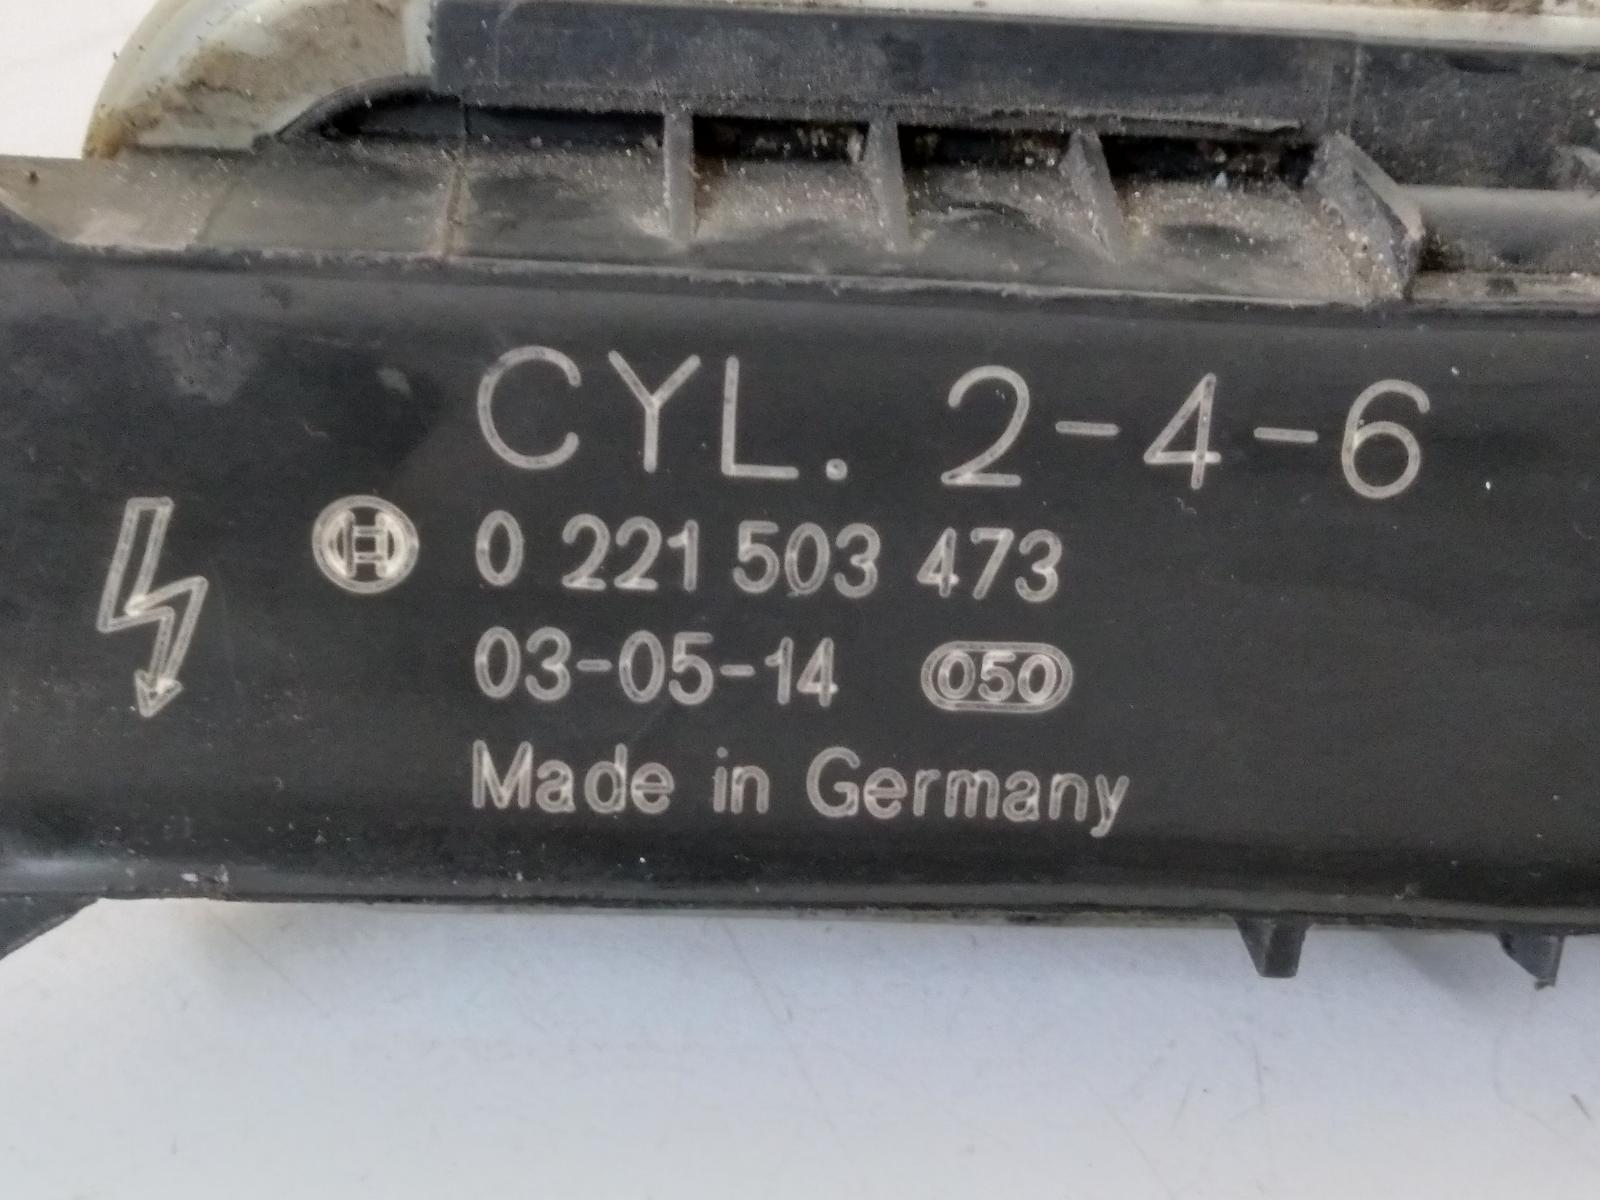 CYL. 2-4-6
0 221 503 473
03-05-14 050
Made in Germany